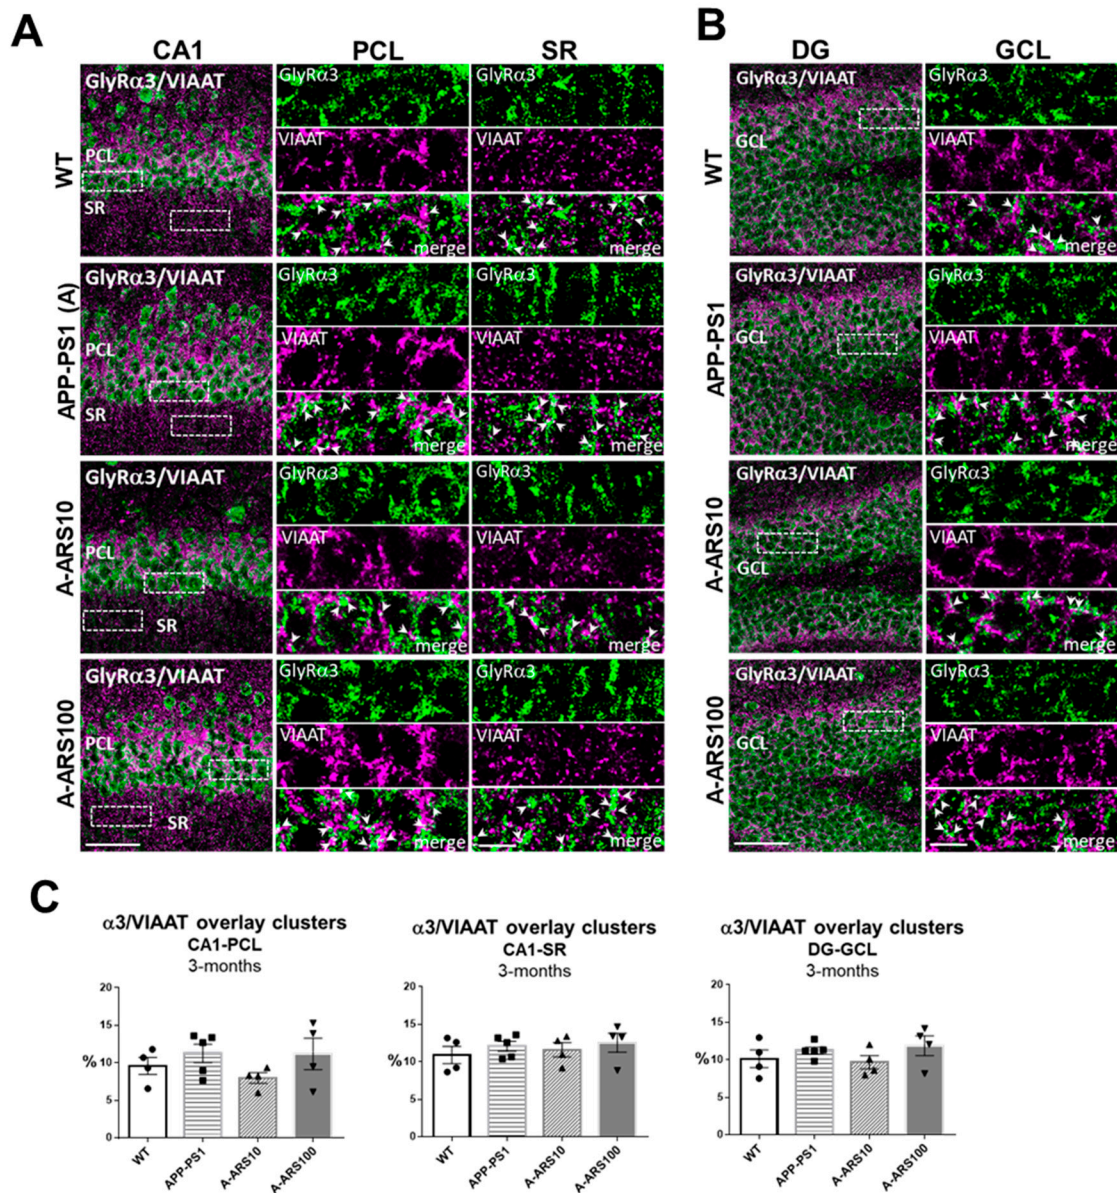 A
CA1
PCL
SR
WT
GlyRα3/VIAAT
PCL
SR
GlyRα3
VIAAT
merge
GlyRα3
VIAAT
merge
APP-PS1 (A)
GlyRα3/VIAAT
PCL
SR
GlyRα3
VIAAT
merge
GlyRα3
VIAAT
merge
A-ARS10
GlyRα3/VIAAT
PCL
SR
GlyRα3
VIAAT
merge
GlyRα3
VIAAT
merge
A-ARS100
GlyRα3/VIAAT
PCL
SR
GlyRα3
VIAAT
merge
GlyRα3
VIAAT
merge
B
DG
GCL
WT
GlyRα3/VIAAT
GCL
GlyRα3
VIAAT
merge
APP-PS1
GlyRα3/VIAAT
GCL
GlyRα3
VIAAT
merge
A-ARS10
GlyRα3/VIAAT
GCL
GlyRα3
VIAAT
merge
A-ARS100
GlyRα3/VIAAT
GCL
GlyRα3
VIAAT
merge
C
α3/VIAAT overlay clusters
CA1-PCL
3-months
20
15
%
10
5
0
WT
APP-PS1
A-ARS10
A-ARS100
α3/VIAAT overlay clusters
CA1-SR
3-months
20
15
%
10
5
0
WT
APP-PS1
A-ARS10
A-ARS100
α3/VIAAT overlay clusters
DG-GCL
3-months
20
15
%
10
5
0
WT
APP-PS1
A-ARS10
A-ARS100